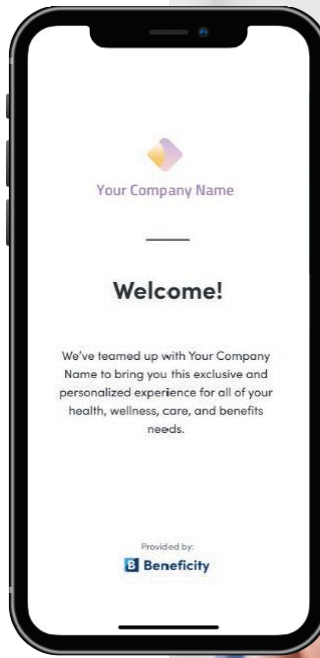 Your Company Name
Welcome!
We've teamed up with Your Company
Name to bring you this exclusive and
personalized experience for all of your
health, wellness, care, and benefits
needs.
Provided by:
B Beneficity